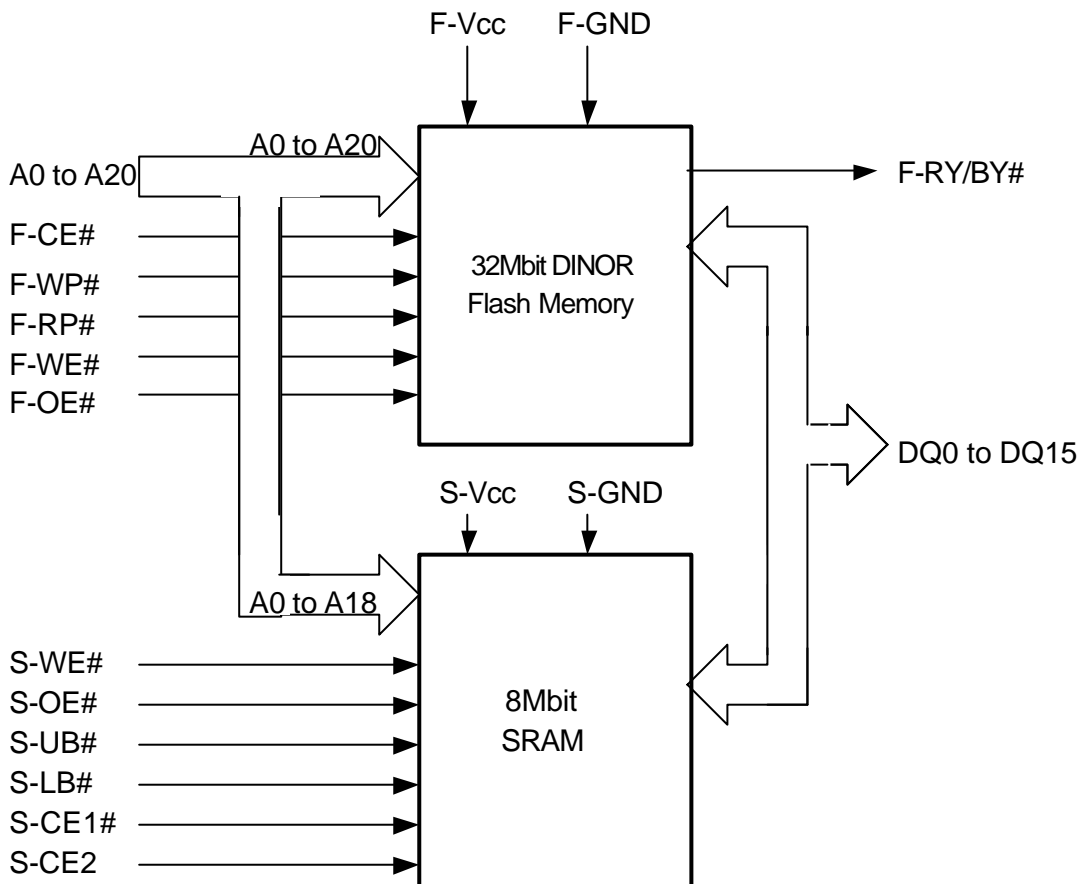 F-Vcc
F-GND
A0 to A20
A0 to A20
F-RY/BY#
F-CE#
F-WP#
F-RP#
F-WE#
F-OE#
32Mbit DINOR
Flash Memory
DQ0 to DQ15
S-Vcc
S-GND
A0 to A18
S-WE#
S-OE#
S-UB#
S-LB#
S-CE1#
S-CE2
8Mbit
SRAM